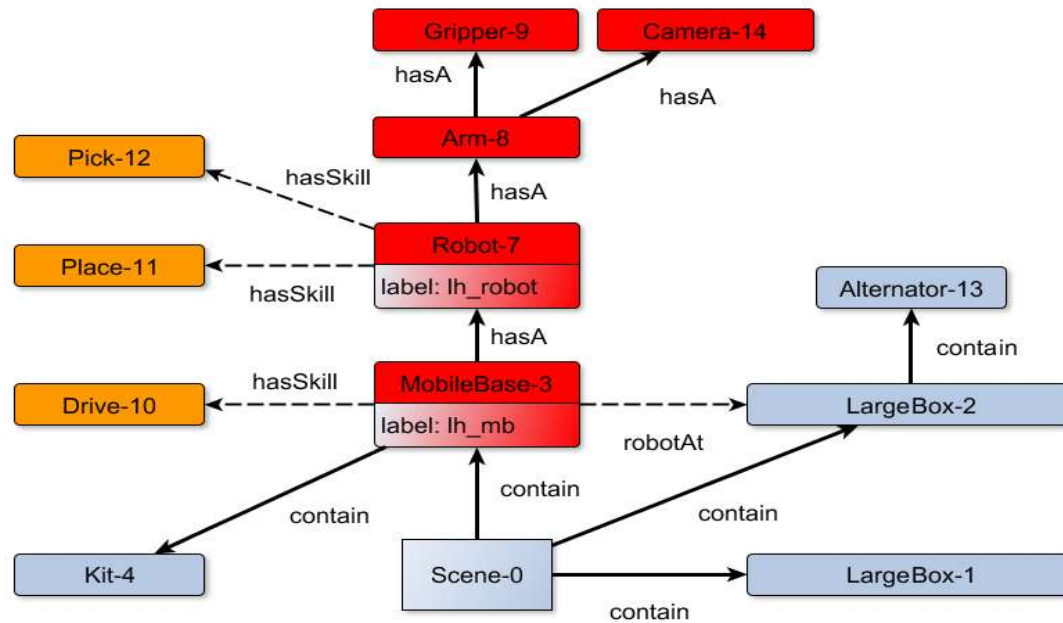 Gripper-9
Camera-14
hasA
hasA
Arm-8
Pick-12
hasSkill
hasA
Robot-7
label: lh_robot
Place-11
hasSkill
Alternator-13
hasA
contain
hasSkill
MobileBase-3
label: lh_mb
Drive-10
LargeBox-2
robotAt
contain
contain
contain
Kit-4
Scene-0
LargeBox-1
contain